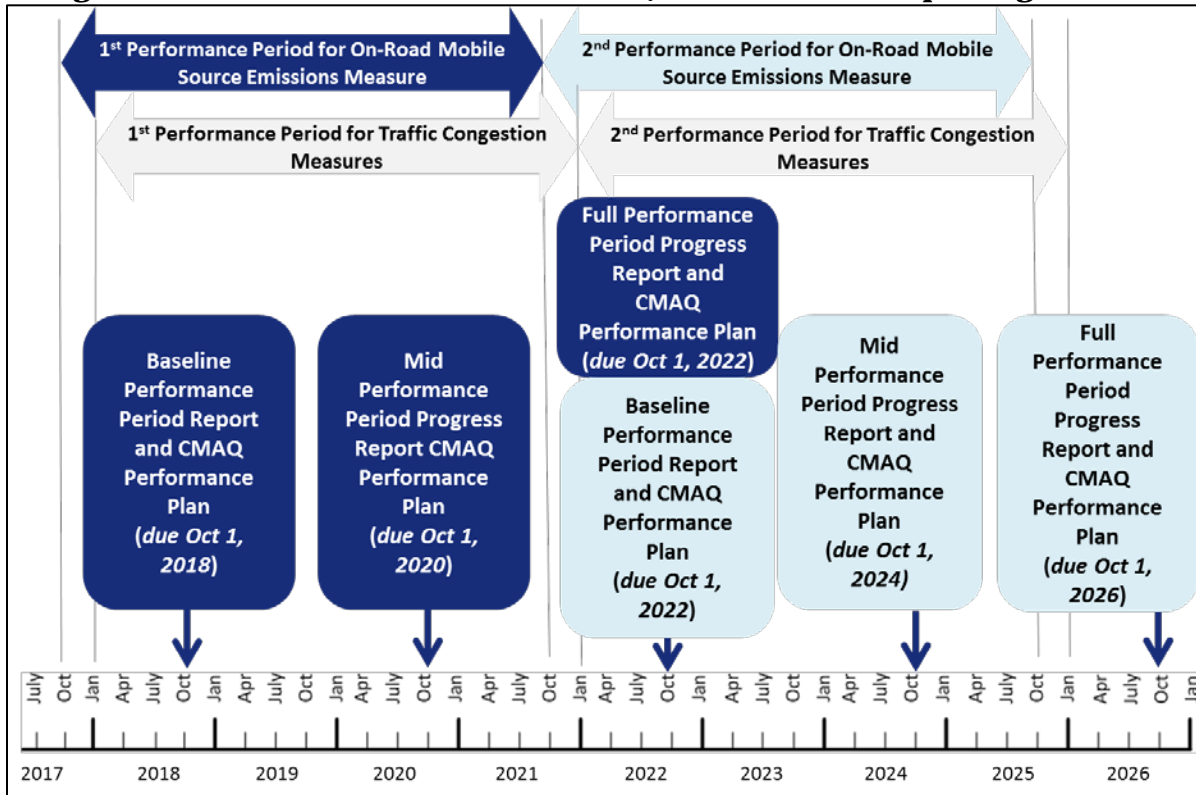 1st Performance Period for On-Road Mobile
Source Emissions Measure
2nd Performance Period for On-Road Mobile
Source Emissions Measure
1st Performance Period for Traffic Congestion
Measures
2nd Performance Period for Traffic Congestion
Measures
Full Performance
Period Progress
Report and
CMAQ
Performance Plan
(due Oct 1, 2022)
Baseline
Performance
Period Report
and CMAQ
Performance
Plan
(due Oct 1,
2018)
Mid
Performance
Period Progress
Report CMAQ
Performance
Plan
(due Oct 1,
2020)
Baseline
Performance
Period Report
and CMAQ
Performance
Plan
(due Oct 1,
2022)
Mid
Performance
Period Progress
Report and
CMAQ
Performance
Plan
(due Oct 1,
2024)
Full
Performance
Period
Progress
Report and
CMAQ
Performance
Plan
(due Oct 1,
2026)
July Oct Jan Apr July Oct Jan Apr July Oct Jan Apr July Oct Jan Apr July Oct Jan Apr July Oct Jan Apr July Oct Jan Apr July Oct Jan Apr July Oct Jan Apr July Oct Jan
2017 2018 2019 2020 2021 2022 2023 2024 2025 2026